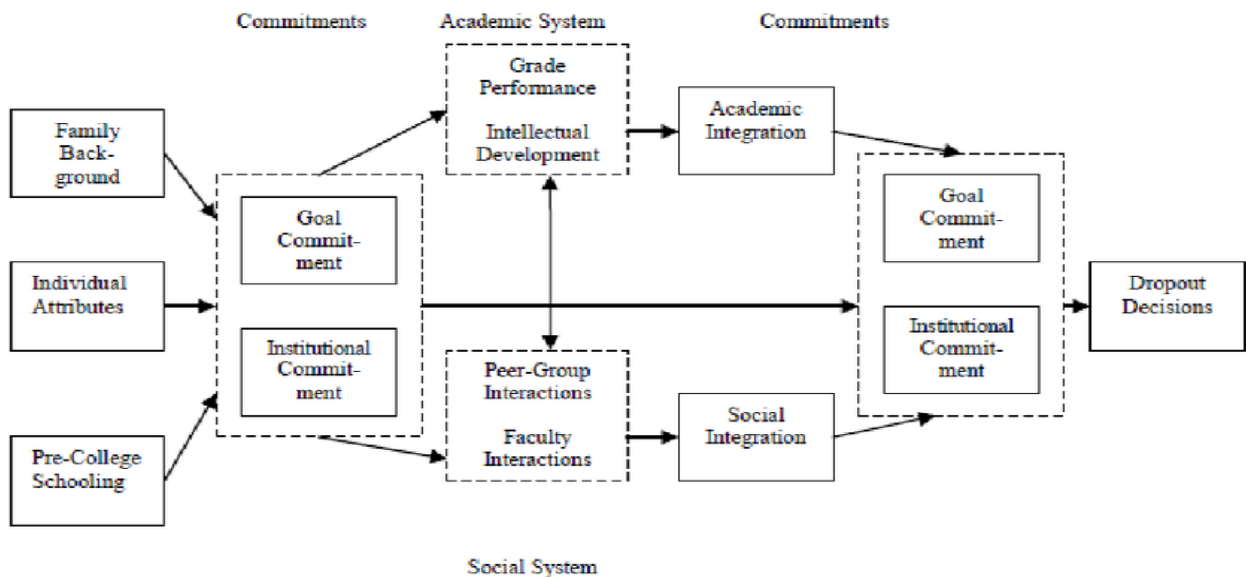 Commitments
Academic System
Commitments
Grade
Performance
Intellectual
Development
Academic
Integration
Family
Back-
ground
Goal
Commit-
ment
Goal
Commit-
ment
Individual
Attributes
Dropout
Decisions
Institutional
Commit-
ment
Institutional
Commit-
ment
Peer-Group
Interactions
Faculty
Interactions
Social
Integration
Pre-College
Schooling
Social System